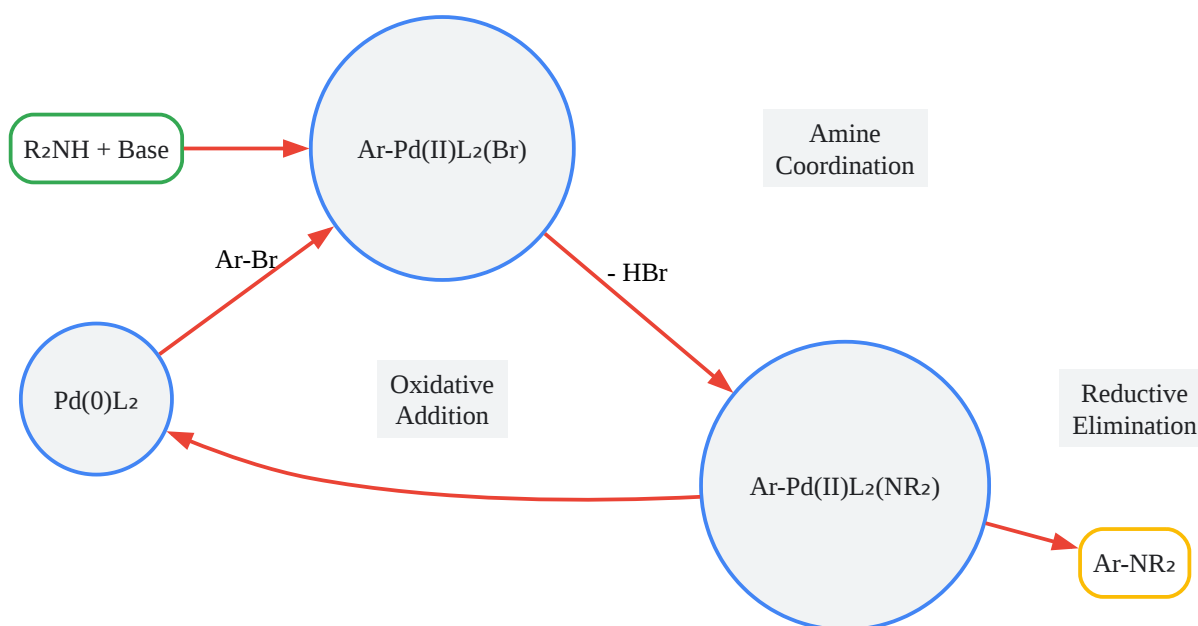 R₂NH + Base
Ar-Pd(II)L₂(Br)
Amine
Coordination
Ar-Br
- HBr
Pd(0)L₂
Oxidative
Addition
Reductive
Elimination
Ar-Pd(II)L₂(NR₂)
Ar-NR₂